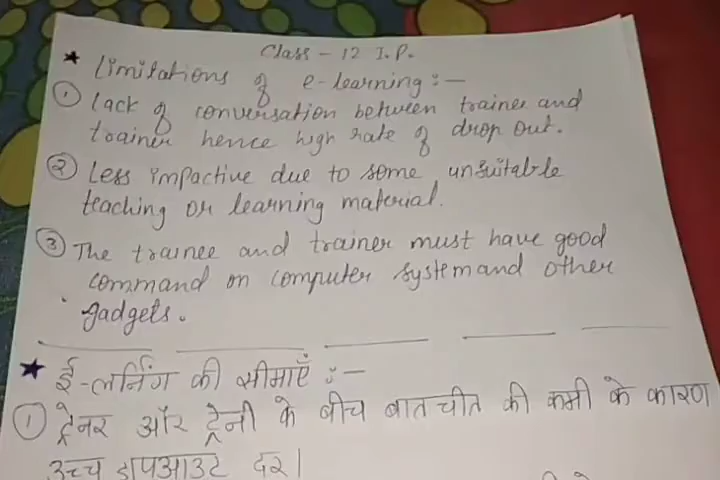 Class - 12 I.P.
★ Limitations of e-learning :-
① Lack of conversation between trainee and
trainer hence high rate of drop out.
② Less impactive due to some unsuitable
teaching or learning material.
③ The trainee and trainer must have good
command on computer system and other
gadgets.
★ ई-लर्निंग की सीमाएँ :-
① ट्रेनर और ट्रेनी के बीच बातचीत की कमी के कारण
उच्च ड्रापआउट दर।